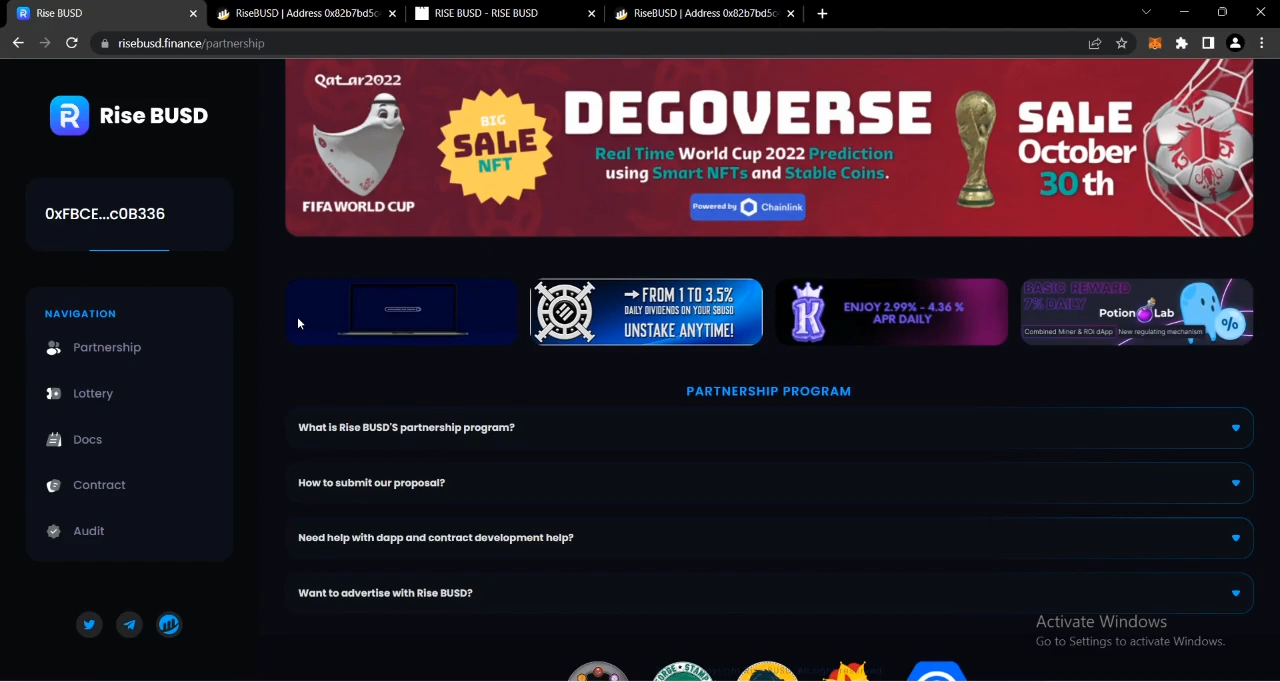 Rise BUSD
RiseBUSD | Address 0x82b7bd5c
RISE BUSD - RISE BUSD
RiseBUSD | Address 0x82b7bd5c
risebusd.finance/partnership
Rise BUSD
0xFBCE...c0B336
NAVIGATION
Partnership
Lottery
Docs
Contract
Audit
Qatar2022
FIFA WORLD CUP
BIG
SALE
NFT
DEGOVERSE
Real Time World Cup 2022 Prediction
using Smart NFTs and Stable Coins.
Powered by Chainlink
SALE
October
30th
FROM 1 TO 3.5%
DAILY DIVIDENDS ON YOUR $BUSD
UNSTAKE ANYTIME!
K
ENJOY 2.99% - 4.36 %
APR DAILY
BASIC REWARD
7% DAILY
Potion Lab
%
Combined Miner & ROI dApp
New regulating mechanism
PARTNERSHIP PROGRAM
What is Rise BUSD'S partnership program?
How to submit our proposal?
Need help with dapp and contract development help?
Want to advertise with Rise BUSD?
Activate Windows
Go to Settings to activate Windows.